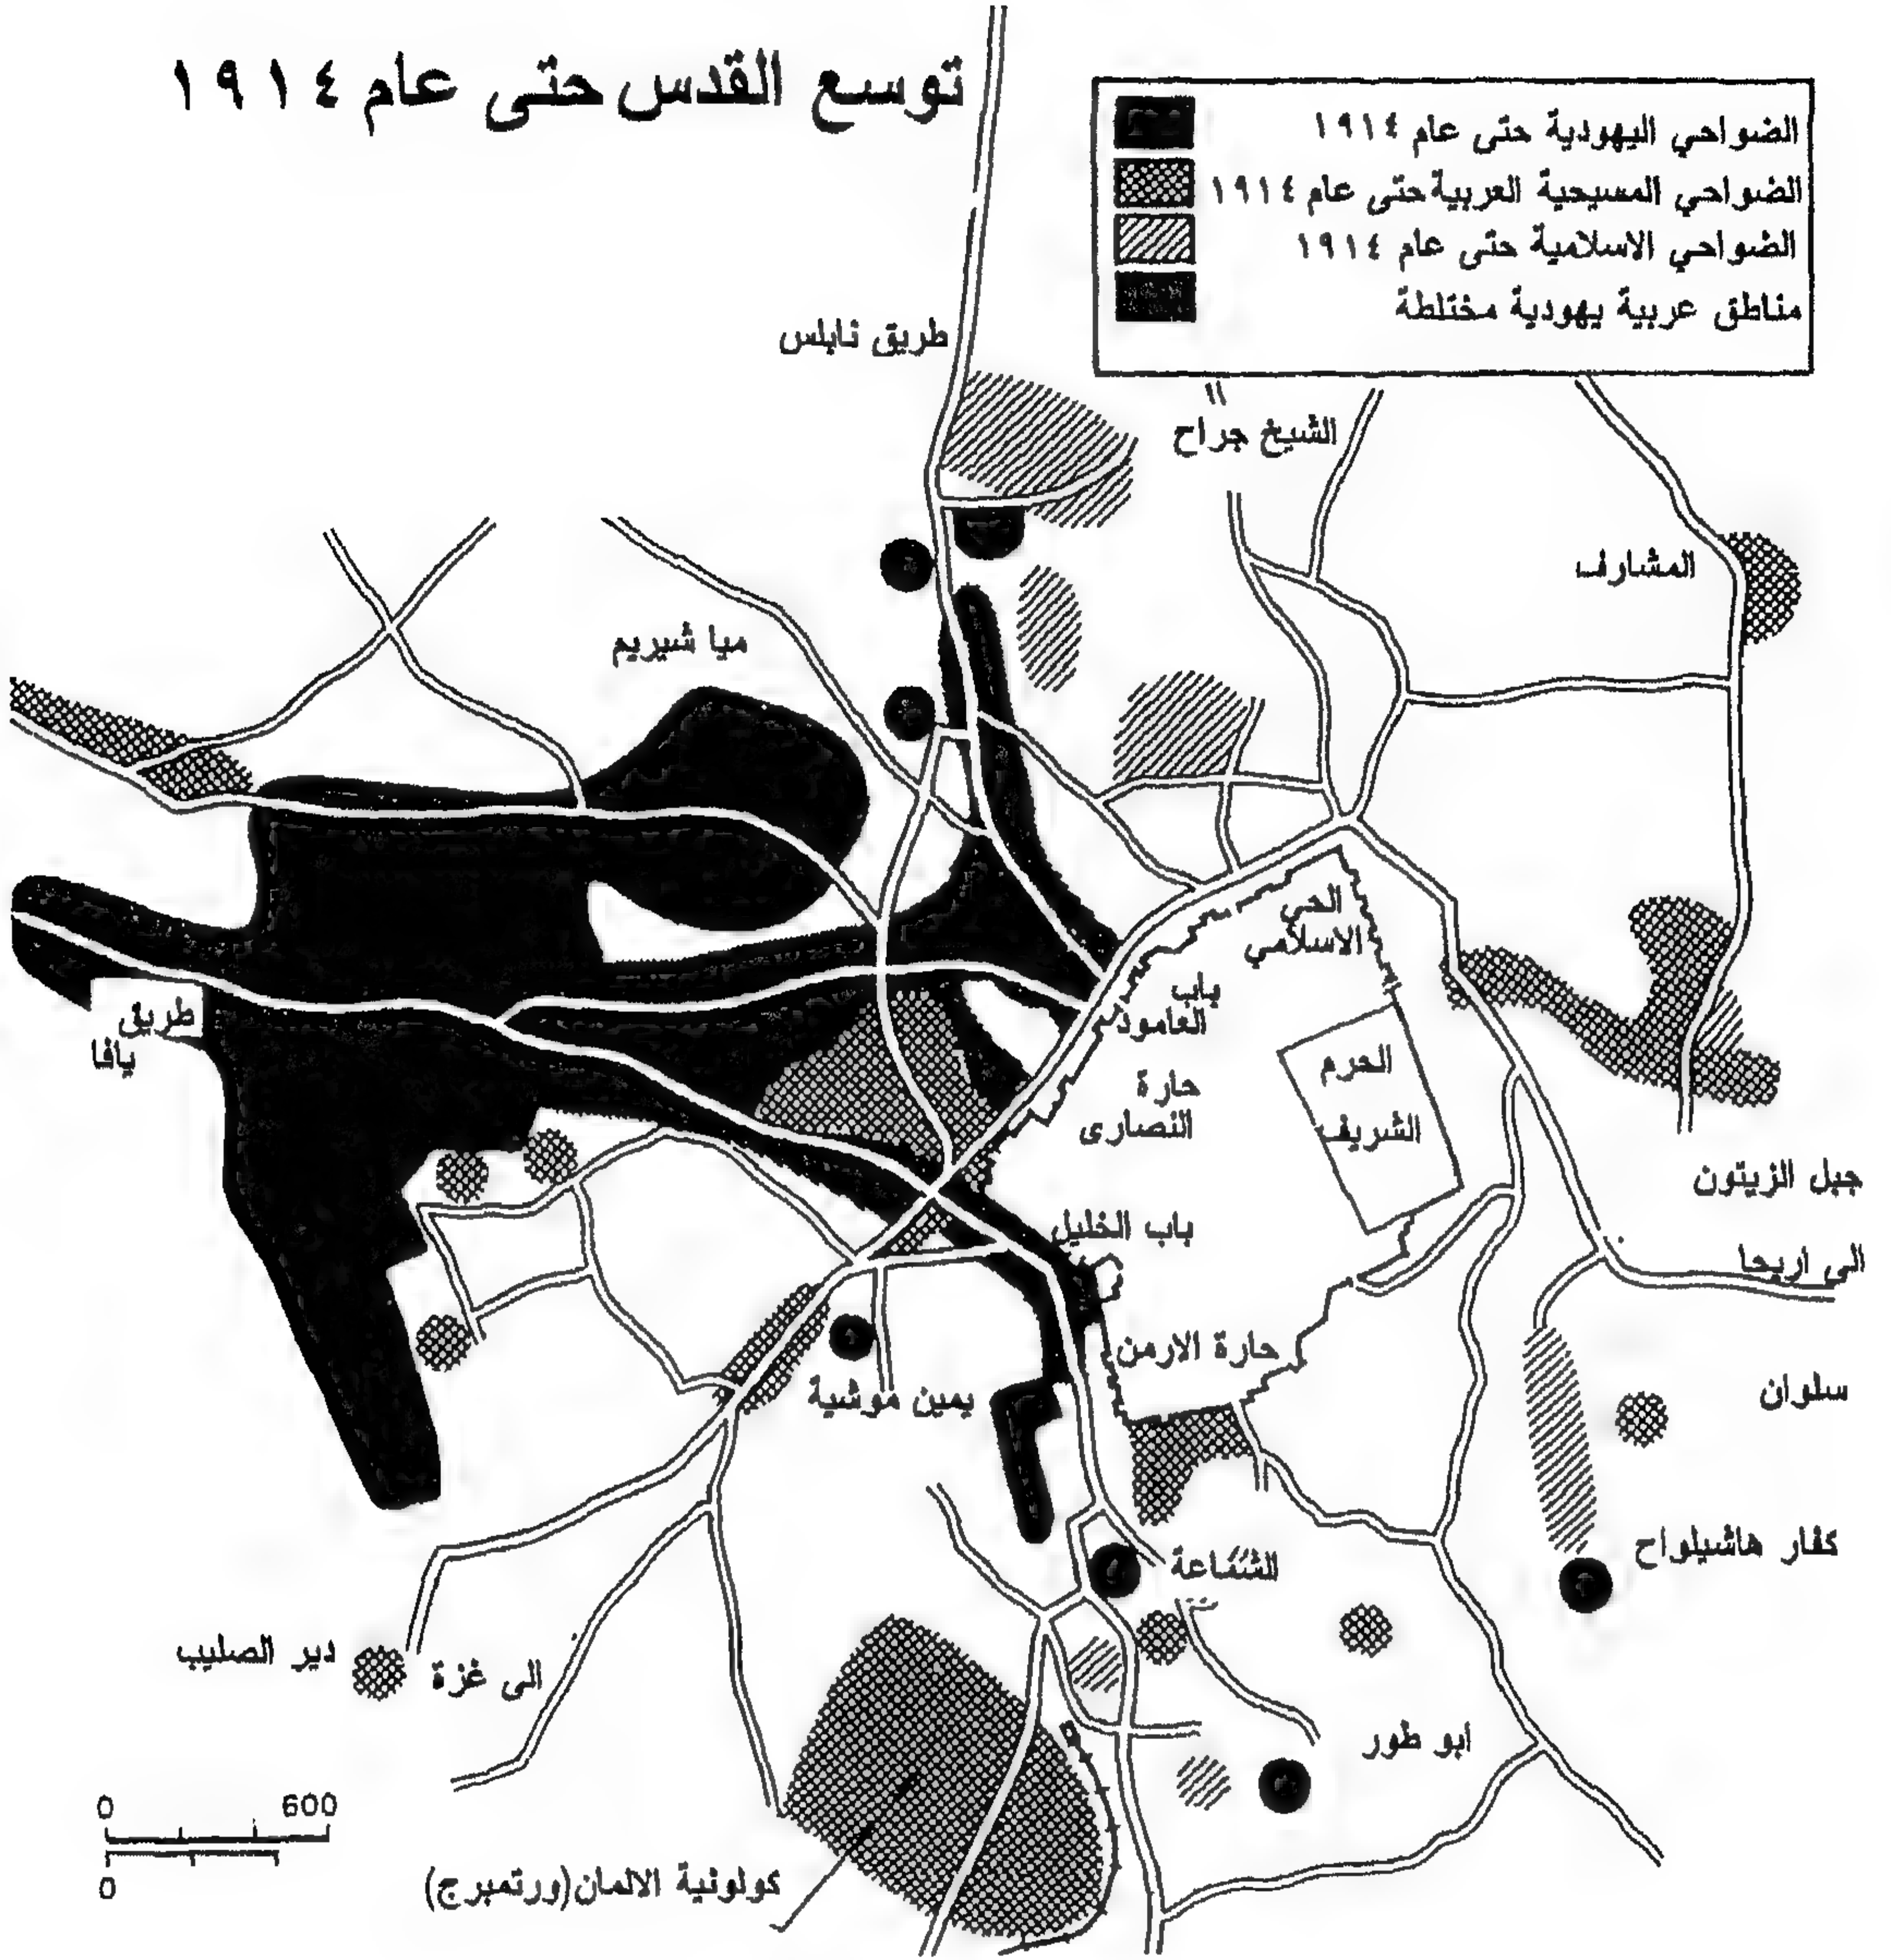 توسع القدس حتى عام ١٩١٤
الضواحي اليهودية حتى عام ١٩١٤
الضواحي المسيحية العربية حتى عام ١٩١٤
الضواحي الاسلامية حتى عام ١٩١٤
مناطق عربية يهودية مختلطة
طريق نابلس
الشيخ جراح
المشارف
ميا شيريم
الحي
الاسلامي
باب
العامود
طريق
يافا
الحرم
الشريف
حارة
النصارى
جبل الزيتون
باب الخليل
الى اريحا
حارة الارمن
يمين موشية
سلوان
كفار هاشيلواح
دير الصليب
الى غزة
ابو طور
0 600
0
كولونية الالمان(ورتمبرج)